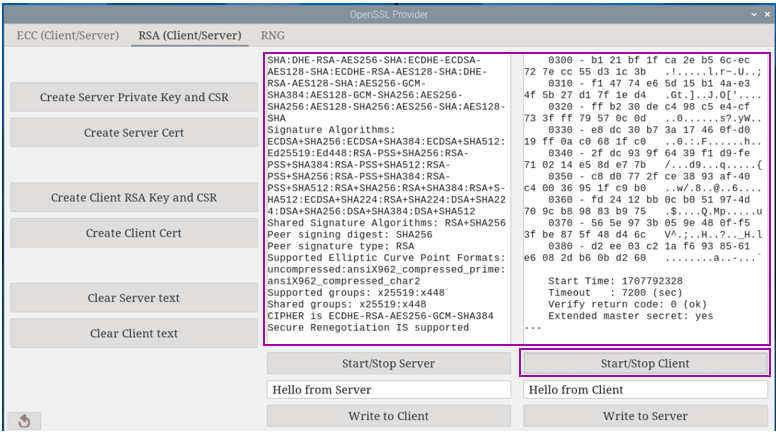 OpenSSL Provider
ECC (Client/Server)
RSA (Client/Server)
RNG
Create Server Private Key and CSR
Create Server Cert
Create Client RSA Key and CSR
Create Client Cert
Clear Server text
Clear Client text
SHA:DHE-RSA-AES256-SHA:ECDHE-ECDSA-
AES128-SHA:ECDHE-RSA-AES128-SHA:DHE-
RSA-AES128-SHA:AES256-GCM-
SHA384:AES128-GCM-SHA256:AES256-
SHA256:AES128-SHA256:AES256-SHA:AES128-
SHA
Signature Algorithms:
ECDSA+SHA256:ECDSA+SHA384:ECDSA+SHA512:
Ed25519:Ed448:RSA-PSS+SHA256:RSA-
PSS+SHA384:RSA-PSS+SHA512:RSA-
PSS+SHA256:RSA-PSS+SHA384:RSA-
PSS+SHA512:RSA+SHA256:RSA+SHA384:RSA+S-
HA512:ECDSA+SHA224:RSA+SHA224:DSA+SHA22
4:DSA+SHA256:DSA+SHA384:DSA+SHA512
Shared Signature Algorithms: RSA+SHA256
Peer signing digest: SHA256
Peer signature type: RSA
Supported Elliptic Curve Point Formats:
uncompressed:ansiX962_compressed_prime:
ansiX962_compressed_char2
Supported groups: x25519:x448
Shared groups: x25519:x448
CIPHER is ECDHE-RSA-AES256-GCM-SHA384
Secure Renegotiation IS supported
0300 - b1 21 bf 1f ca 2e b5 6c-ec
72 7e cc 55 d3 1c 3b .!.....l.r~.U..;
0310 - f1 47 74 e6 5d 15 b1 4a-e3
4f 5b 27 d1 7f 1e d4 .Gt.]..J.O['....
0320 - ff b2 30 de c4 98 c5 e4-cf
73 3f ff 79 57 0c 0d ..0......s?.yW..
0330 - e8 dc 30 b7 3a 17 46 0f-d0
19 ff 0a c0 68 1f c0 ..0.:.F......h..
0340 - 2f dc 93 9f 64 39 f1 d9-fe
71 02 14 e5 8d e7 7b /...d9...q.....{
0350 - c8 d0 77 2f ce 38 93 af-40
c4 00 36 95 1f c9 b0 ..w/.8..@..6....
0360 - fd 24 12 bb 0c b0 51 97-4d
70 9c b8 98 83 b9 75 .$....Q.Mp.....u
0370 - 56 5e 97 3b 05 9e 48 0f-f5
3f be 87 5f 48 d4 6c V^.;..H..?.._H.l
0380 - d2 ee 03 c2 1a f6 93 85-61
e6 08 2d b6 0b d2 60 ........a..-...`
Start Time: 1707792328
Timeout : 7200 (sec)
Verify return code: 0 (ok)
Extended master secret: yes
---
Start/Stop Server
Start/Stop Client
Hello from Server
Hello from Client
Write to Client
Write to Server